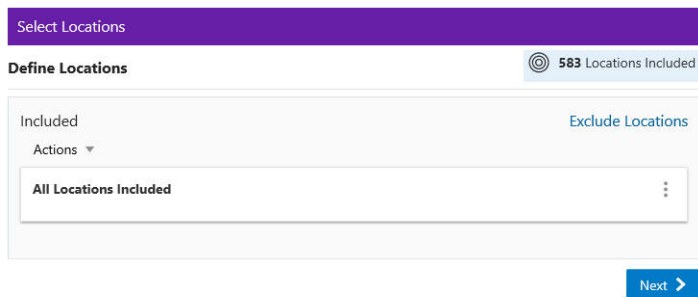 Select Locations
Define Locations
583 Locations Included
Included
Exclude Locations
Actions
All Locations Included
Next